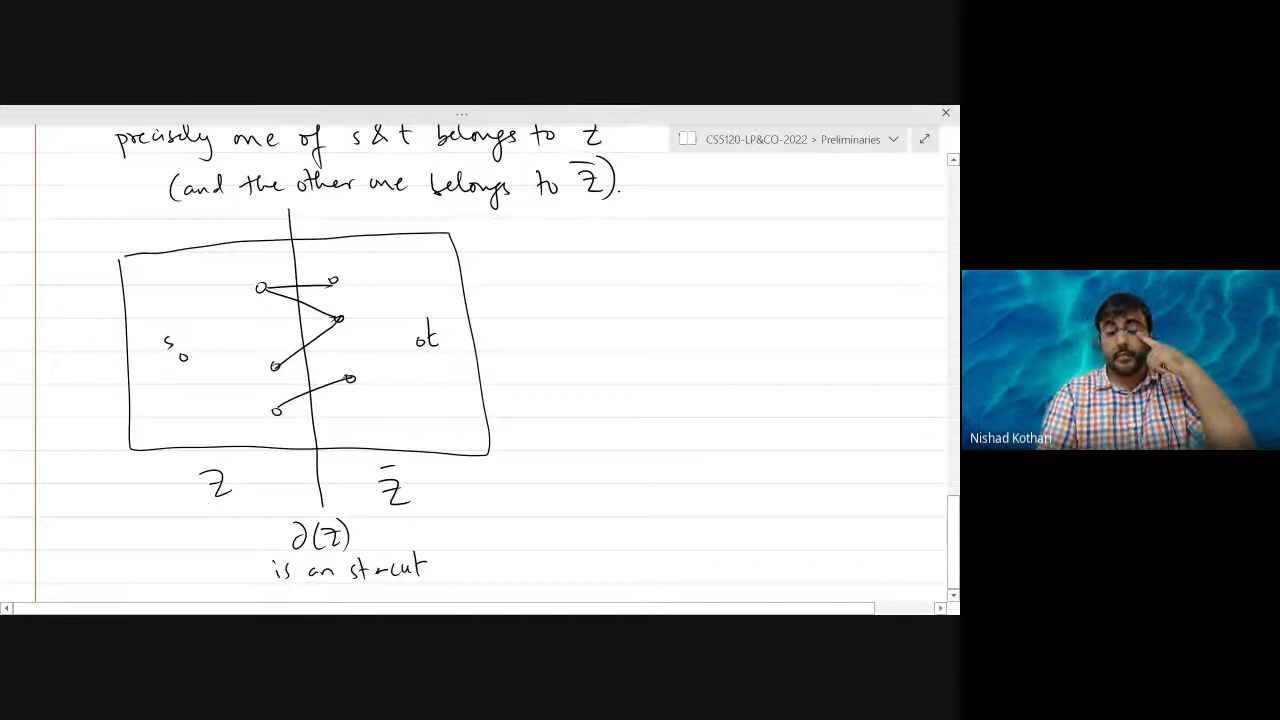 precisely one of s & t belongs to Z
(and the other one belongs to Z̅).
CS5120-LP&CO-2022 > Preliminaries
s
t
Z Z̅
∂(Z)
is an st-cut
Nishad Kothari